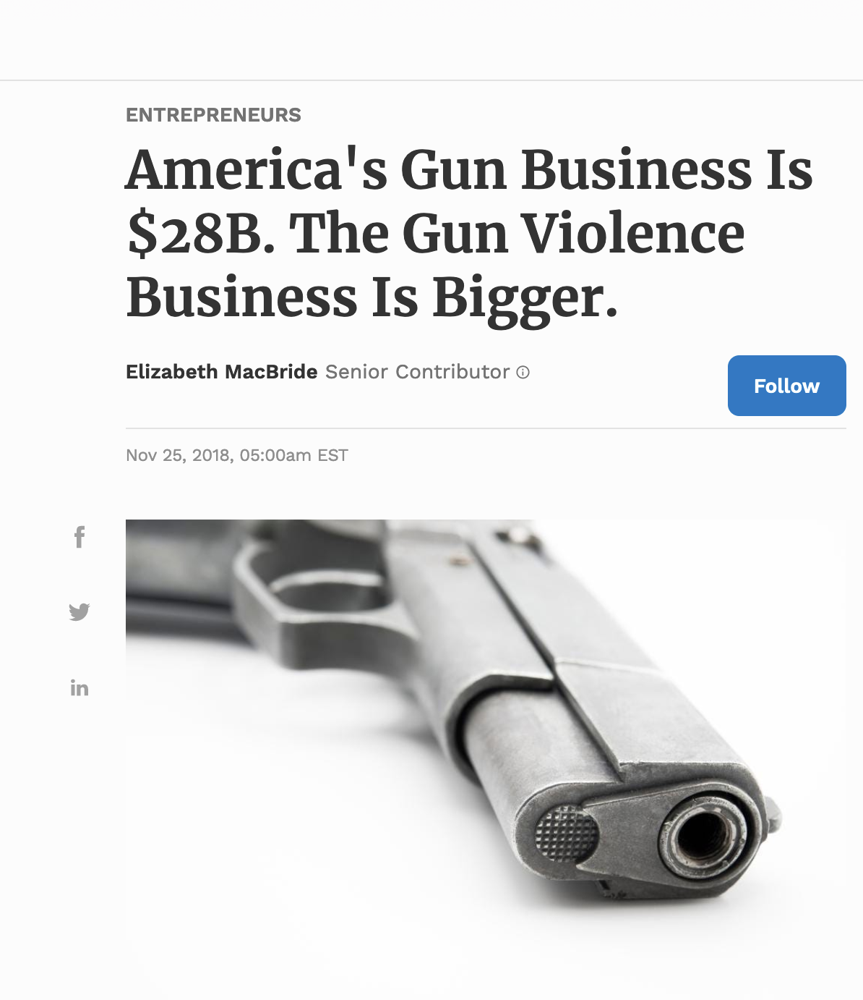 ENTREPRENEURS
America's Gun Business Is
$28B. The Gun Violence
Business Is Bigger.
Elizabeth MacBride Senior Contributor
Follow
Nov 25, 2018, 05:00am EST